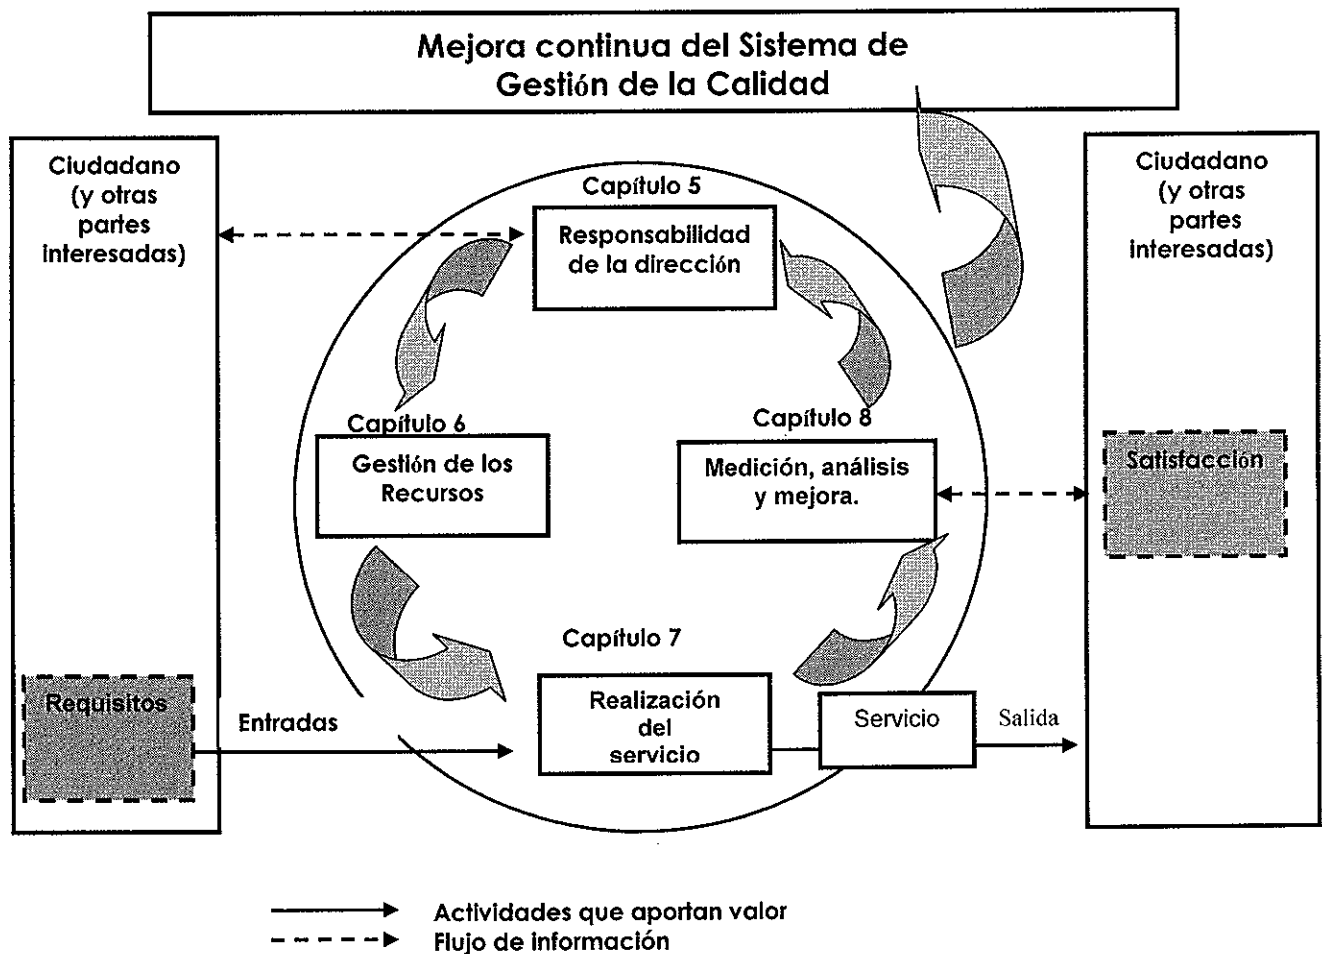 Mejora continua del Sistema de
Gestión de la Calidad
Ciudadano
(y otras
partes
interesadas)
Capítulo 5
Responsabilidad
de la dirección
Ciudadano
(y otras
partes
interesadas)
Capítulo 6
Gestión de los
Recursos
Capítulo 8
Medición, análisis
y mejora.
Satisfacción
Capítulo 7
Requisitos
Entradas
Realización
del
servicio
Servicio
Salida
Actividades que aportan valor
Flujo de información